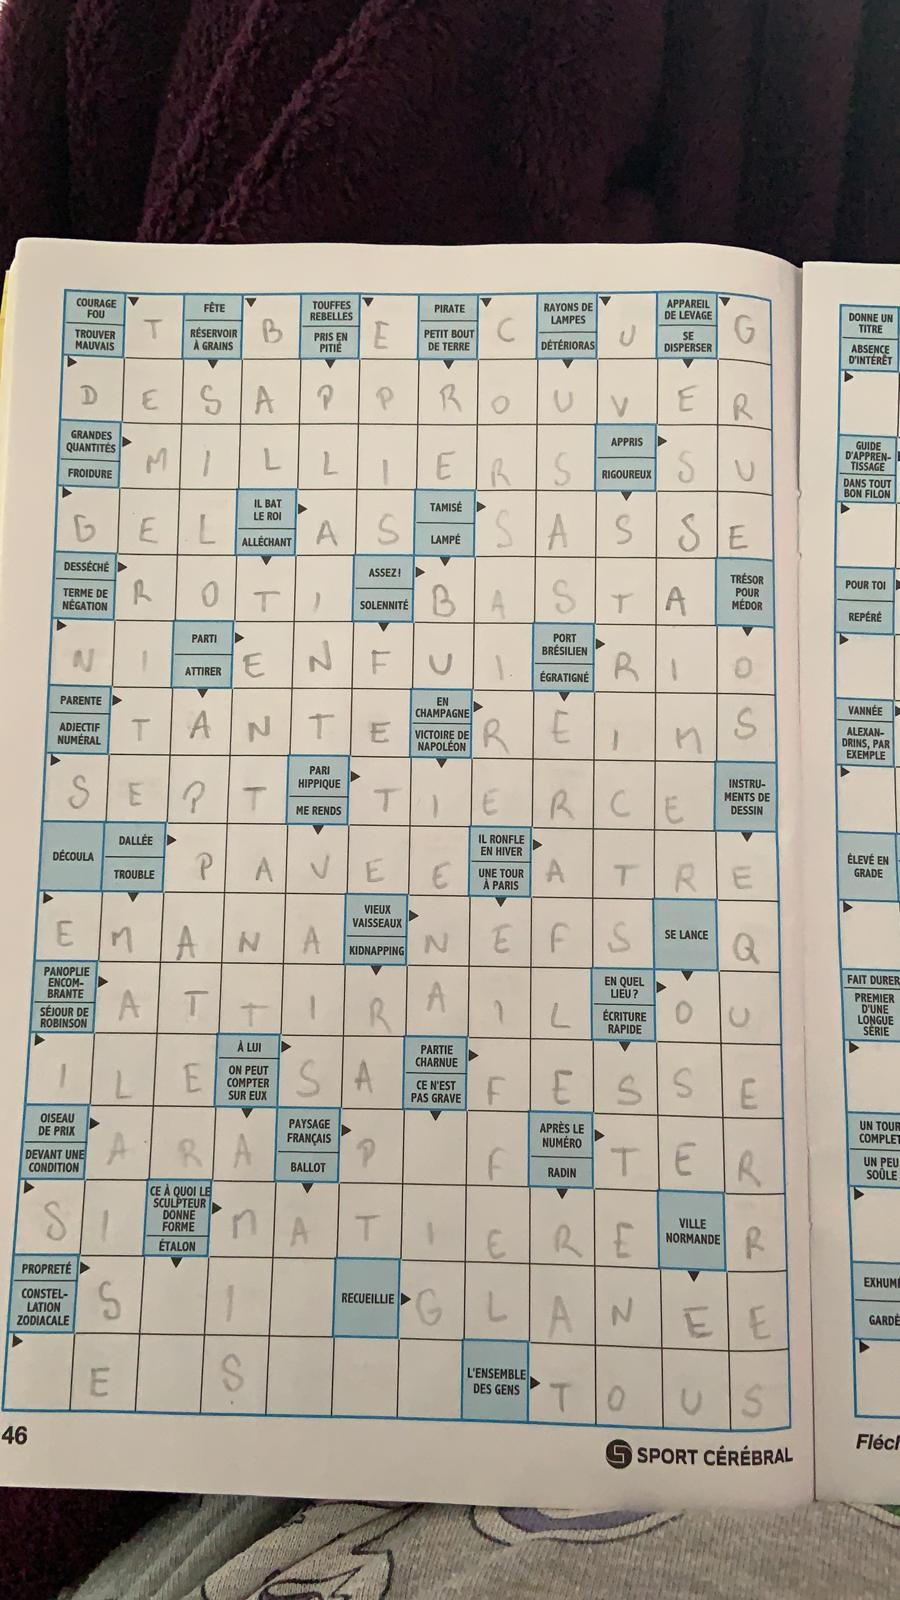 COURAGE FOU
TROUVER MAUVAIS
T
FÊTE
RÉSERVOIR À GRAINS
B
TOUFFES REBELLES
PRIS EN PITIÉ
E
PIRATE
PETIT BOUT DE TERRE
C
RAYONS DE LAMPES
DÉTÉRIORAS
U
APPAREIL DE LEVAGE
SE DISPERSER
G
D E S A P P R O U V E R
GRANDES QUANTITÉS
FROIDURE
M I L L I E R S
APPRIS
RIGOUREUX
S U
G E L
IL BAT LE ROI
ALLÉCHANT
A S
TAMISÉ
LAMPÉ
S A S S E
DESSÉCHÉ
TERME DE NÉGATION
R O T I
ASSEZ !
SOLENNITÉ
B A S T A
TRÉSOR POUR MÉDOR
N I
PARTI
ATTIRER
E N F U I
PORT BRÉSILIEN
ÉGRATIGNÉ
R I O
PARENTE
ADJECTIF NUMÉRAL
T A N T E
EN CHAMPAGNE
VICTOIRE DE NAPOLÉON
R E I M S
S E P T
PARI HIPPIQUE
ME RENDS
T I E R C E
INSTRU-
MENTS DE DESSIN
DÉCOULA
DALLÉE
TROUBLE
P A V E E
IL RONFLE EN HIVER
UNE TOUR À PARIS
A T R E
E M A N A
VIEUX VAISSEAUX
KIDNAPPING
N E F S
SE LANCE
Q
PANOPLIE ENCOM-
BRANTE
SÉJOUR DE ROBINSON
A T T I R A I L
EN QUEL LIEU ?
ÉCRITURE RAPIDE
O U
I L E
À LUI
ON PEUT COMPTER SUR EUX
S A
PARTIE CHARNUE
CE N'EST PAS GRAVE
F E S S E
OISEAU DE PRIX
DEVANT UNE CONDITION
A R A
PAYSAGE FRANÇAIS
BALLOT
P F
APRÈS LE NUMÉRO
RADIN
T E R
S I
CE À QUOI LE SCULPTEUR DONNE FORME
ÉTALON
M A T I E R E
VILLE NORMANDE
R
PROPRETÉ
CONSTEL-
LATION ZODIACALE
S I
RECUEILLIE
G L A N E E
E S
L'ENSEMBLE DES GENS
T O U S
46
SPORT CÉRÉBRAL
DONNE UN TITRE
ABSENCE D'INTÉRÊT
GUIDE D'APPREN-
TISSAGE
DANS TOUT BON FILON
POUR TOI
REPÉRÉ
VANNÉE
ALEXAN-
DRINS, PAR EXEMPLE
ÉLEVÉ EN GRADE
FAIT DURER
PREMIER D'UNE LONGUE SÉRIE
UN TOUR
UN PEU